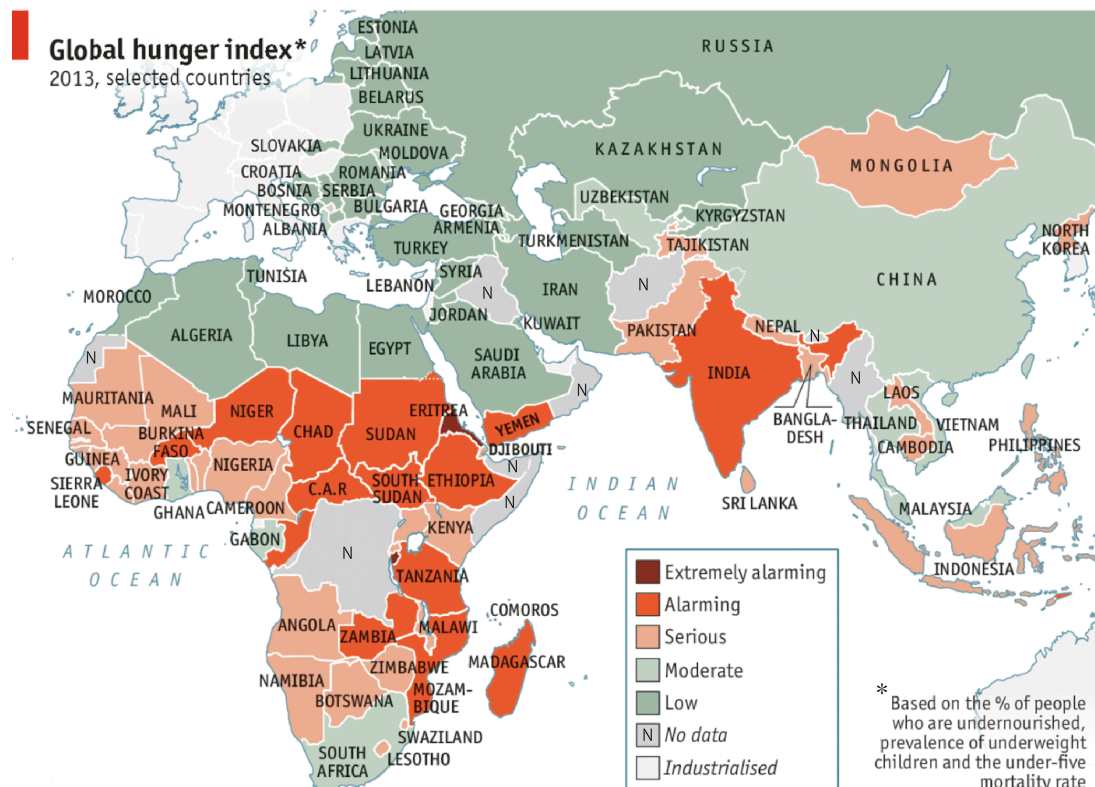 Global hunger index*
2013, selected countries
ESTONIA
LATVIA
LITHUANIA
BELARUS
RUSSIA
UKRAINE
SLOVAKIA
MOLDOVA
KAZAKHSTAN
MONGOLIA
CROATIA
ROMANIA
BOSNIA
SERBIA
UZBEKISTAN
MONTENEGRO
BULGARIA
GEORGIA
KYRGYZSTAN
ALBANIA
ARMENIA
TURKMENISTAN
TAJIKISTAN
NORTH
KOREA
TURKEY
TUNISIA
SYRIA
LEBANON
N
IRAN
N
CHINA
MOROCCO
JORDAN
KUWAIT
PAKISTAN
NEPAL
N
ALGERIA
LIBYA
EGYPT
SAUDI
ARABIA
N
INDIA
N
N
LAOS
MAURITANIA
MALI
NIGER
CHAD
SUDAN
ERITREA
YEMEN
BANGLA-
DESH
THAILAND
VIETNAM
SENEGAL
BURKINA
FASO
DJIBOUTI
CAMBODIA
PHILIPPINES
GUINEA
NIGERIA
N
SIERRA
LEONE
IVORY
COAST
C.A.R
SOUTH
SUDAN
ETHIOPIA
INDIAN
OCEAN
SRI LANKA
GHANA
CAMEROON
N
MALAYSIA
GABON
KENYA
ATLANTIC
OCEAN
N
TANZANIA
INDONESIA
COMOROS
ANGOLA
ZAMBIA
MALAWI
ZIMBABWE
MADAGASCAR
NAMIBIA
BOTSWANA
MOZAM-
BIQUE
SWAZILAND
SOUTH
AFRICA
LESOTHO
Extremely alarming
Alarming
Serious
Moderate
Low
N No data
Industrialised
*
Based on the % of people
who are undernourished,
prevalence of underweight
children and the under-five
mortality rate